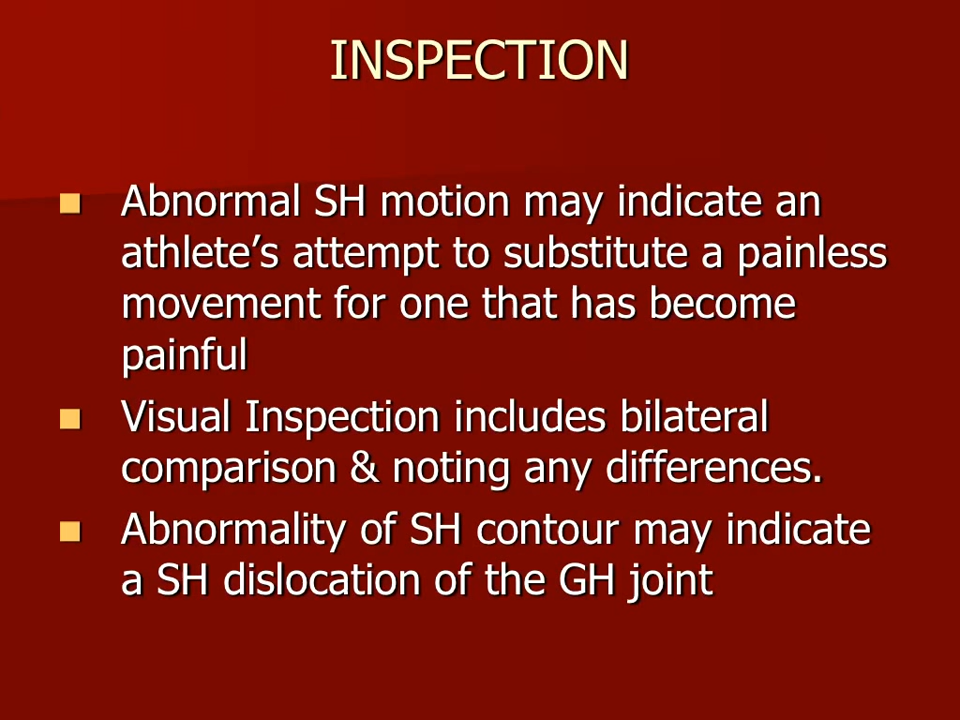 INSPECTION
Abnormal SH motion may indicate an
athlete’s attempt to substitute a painless
movement for one that has become
painful
Visual Inspection includes bilateral
comparison & noting any differences.
Abnormality of SH contour may indicate
a SH dislocation of the GH joint